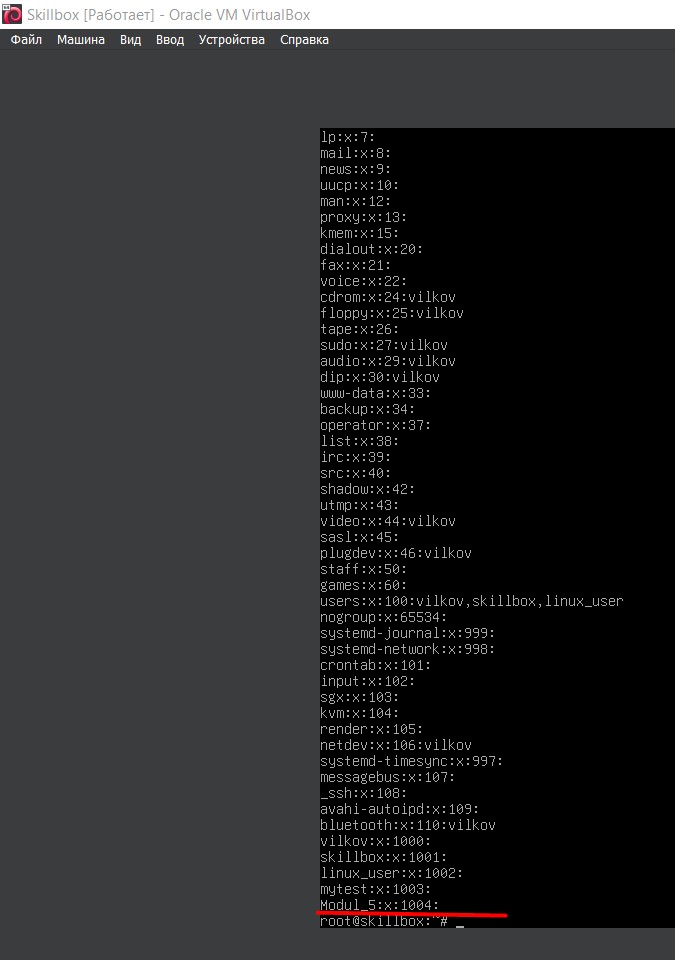 Skillbox [Работает] - Oracle VM VirtualBox
Файл Машина Вид Ввод Устройства Справка
lp:x:7:
mail:x:8:
news:x:9:
uucp:x:10:
man:x:12:
proxy:x:13:
kmem:x:15:
dialout:x:20:
fax:x:21:
voice:x:22:
cdrom:x:24:vilkov
floppy:x:25:vilkov
tape:x:26:
sudo:x:27:vilkov
audio:x:29:vilkov
dip:x:30:vilkov
www-data:x:33:
backup:x:34:
operator:x:37:
list:x:38:
irc:x:39:
src:x:40:
shadow:x:42:
utmp:x:43:
video:x:44:vilkov
sasl:x:45:
plugdev:x:46:vilkov
staff:x:50:
games:x:60:
users:x:100:vilkov,skillbox,linux_user
nogroup:x:65534:
systemd-journal:x:999:
systemd-network:x:998:
crontab:x:101:
input:x:102:
sgx:x:103:
kvm:x:104:
render:x:105:
netdev:x:106:vilkov
systemd-timesync:x:997:
messagebus:x:107:
_ssh:x:108:
avahi-autoipd:x:109:
bluetooth:x:110:vilkov
vilkov:x:1000:
skillbox:x:1001:
linux_user:x:1002:
mytest:x:1003:
Modul_5:x:1004:
root@skillbox:~# _